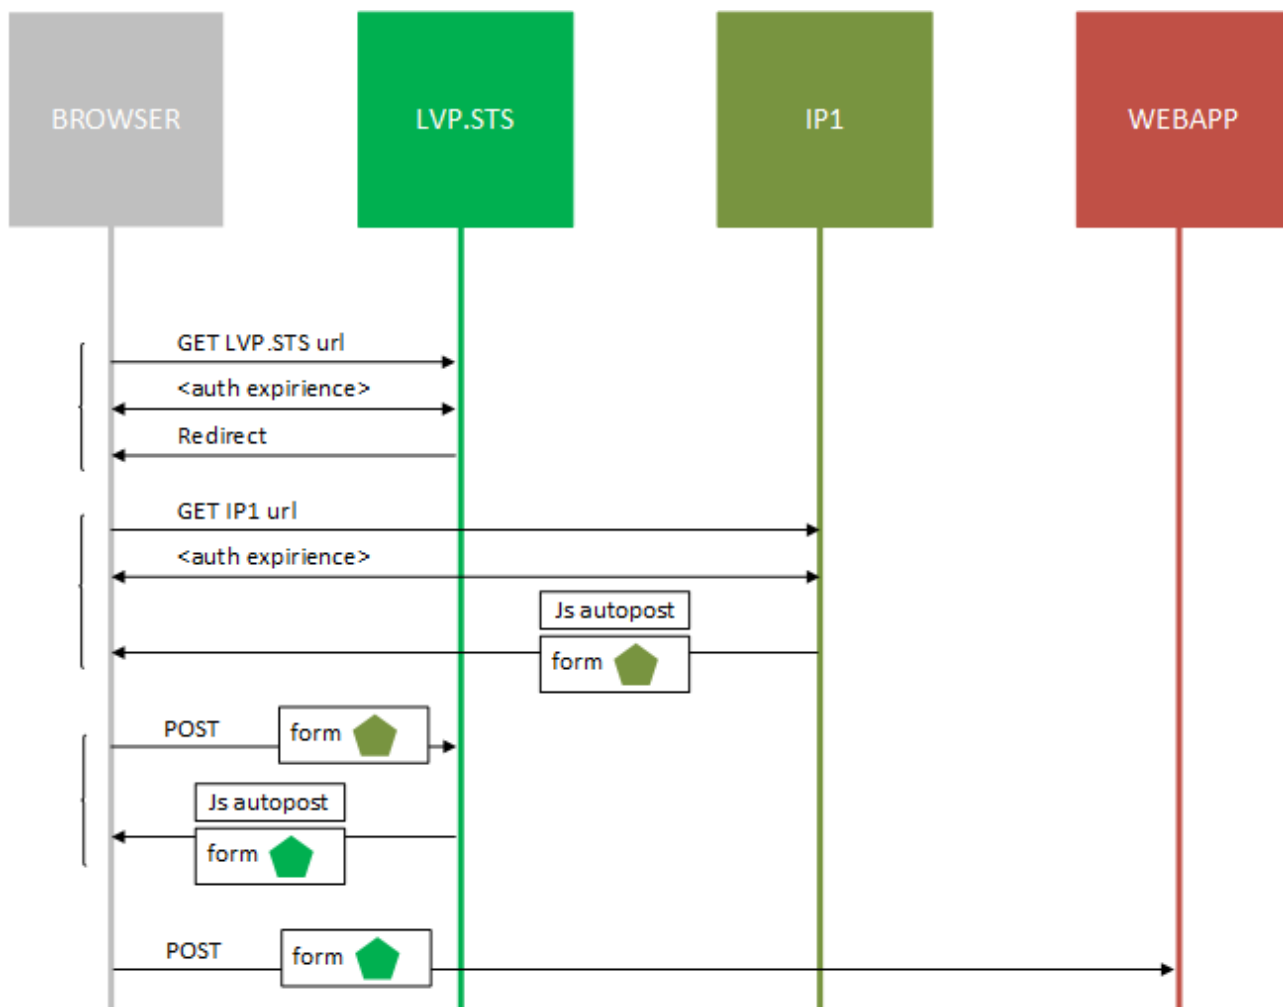 BROWSER
LVP.STS
IP1
WEBAPP
GET LVP.STS url
<auth expirience>
Redirect
GET IP1 url
<auth expirience>
Js autopost
form
POST
form
Js autopost
form
POST
form